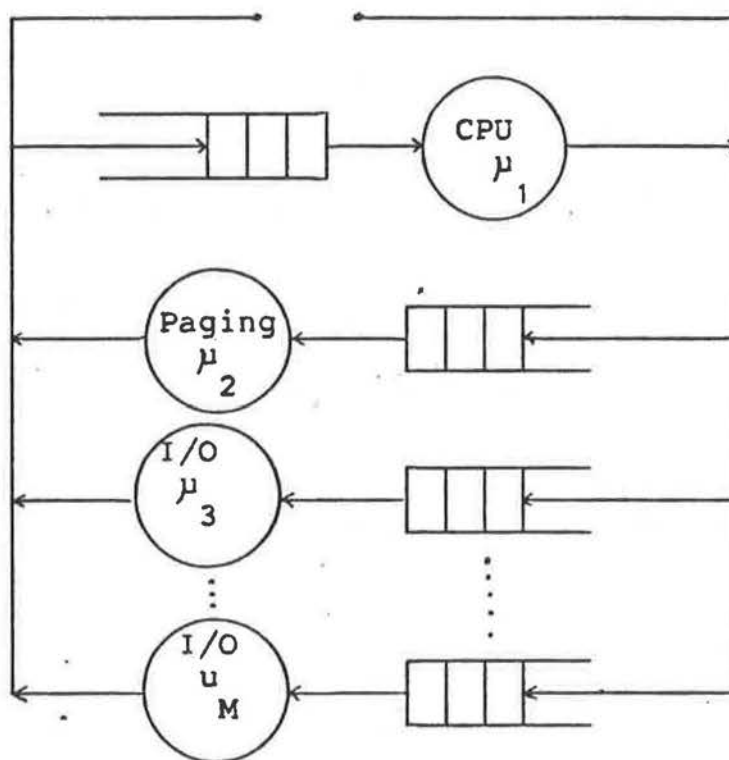 CPU
μ 1
Paging
μ 2
I/O
μ 3
I/O
u M